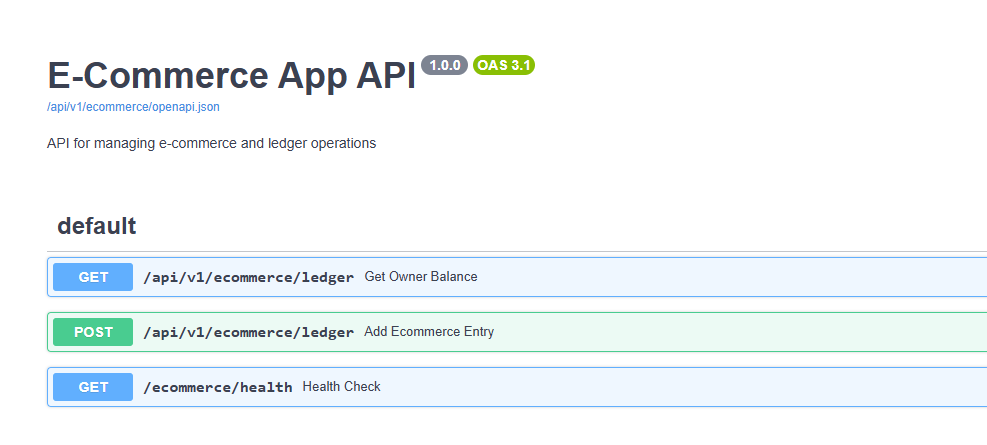 E-Commerce App API 1.0.0 OAS 3.1
/api/v1/ecommerce/openapi.json
API for managing e-commerce and ledger operations
default
GET /api/v1/ecommerce/ledger Get Owner Balance
POST /api/v1/ecommerce/ledger Add Ecommerce Entry
GET /ecommerce/health Health Check